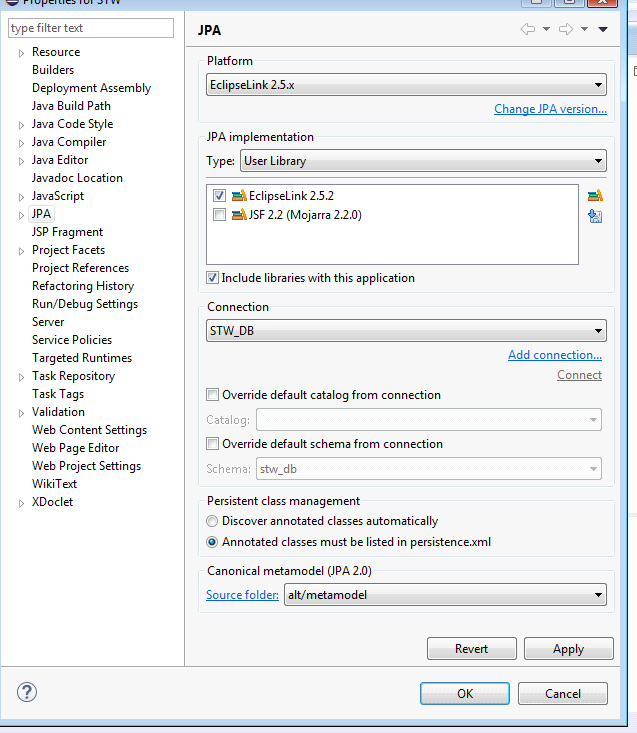 Properties for STW
type filter text
JPA
Resource
Builders
Deployment Assembly
Java Build Path
Java Code Style
Java Compiler
Java Editor
Javadoc Location
JavaScript
JPA
JSP Fragment
Project Facets
Project References
Refactoring History
Run/Debug Settings
Server
Service Policies
Targeted Runtimes
Task Repository
Task Tags
Validation
Web Content Settings
Web Page Editor
Web Project Settings
WikiText
XDoclet
Platform
EclipseLink 2.5.x
Change JPA version...
JPA implementation
Type: User Library
EclipseLink 2.5.2
JSF 2.2 (Mojarra 2.2.0)
Include libraries with this application
Connection
STW_DB
Add connection...
Connect
Override default catalog from connection
Catalog:
Override default schema from connection
Schema: stw_db
Persistent class management
Discover annotated classes automatically
Annotated classes must be listed in persistence.xml
Canonical metamodel (JPA 2.0)
Source folder: alt/metamodel
Revert Apply
? OK Cancel